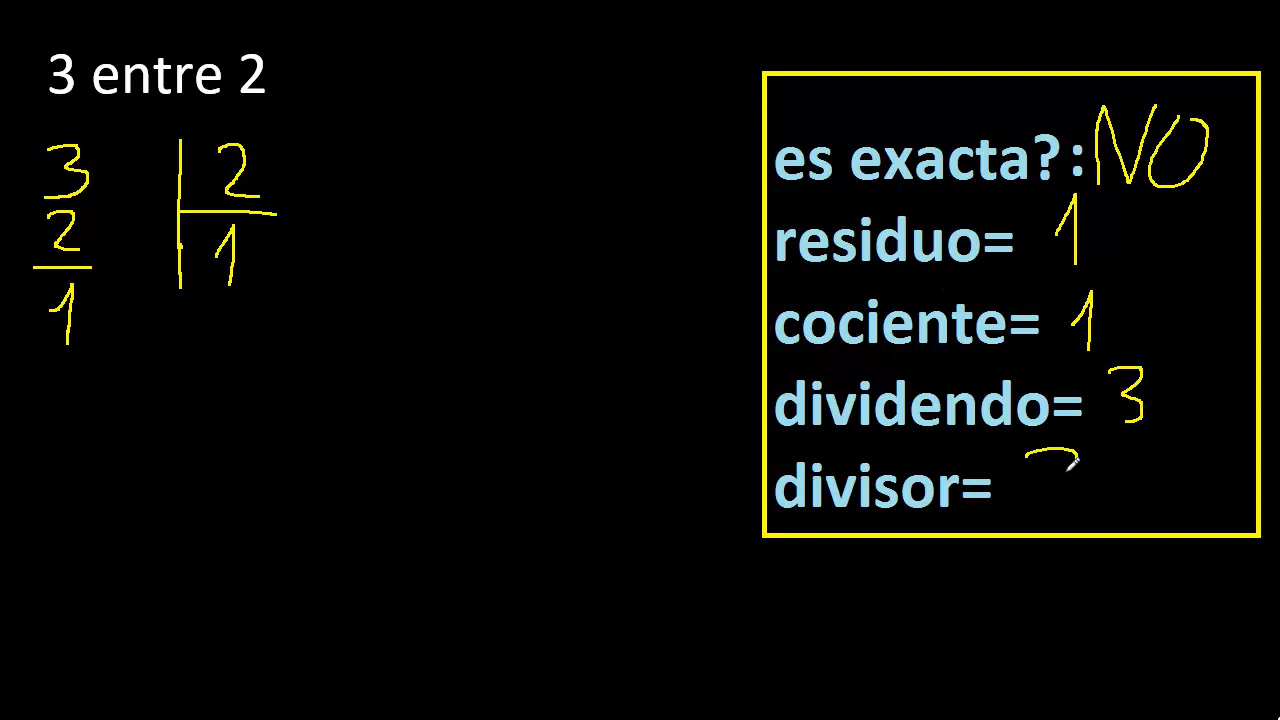 3 entre 2
3 2
2 1
1
es exacta?: NO
residuo= 1
cociente= 1
dividendo= 3
divisor=